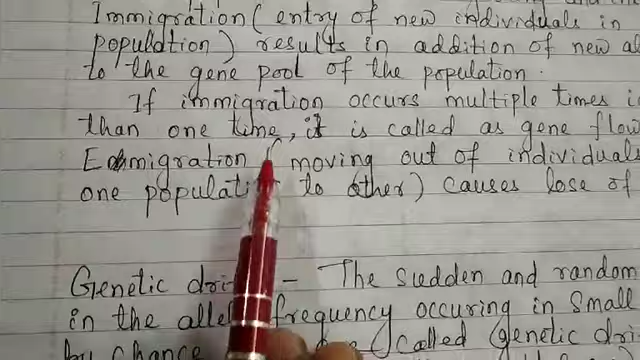 Immigration (entry of new individuals in
population) results in addition of new al
to the gene pool of the population.
If immigration occurs multiple times i
than one time, it is called as gene flow
Emmigration moving out of individuals
one populati to other) causes lose of
Genetic dri - The sudden and random
in the alle frequency occuring in small
by chance called (genetic dri